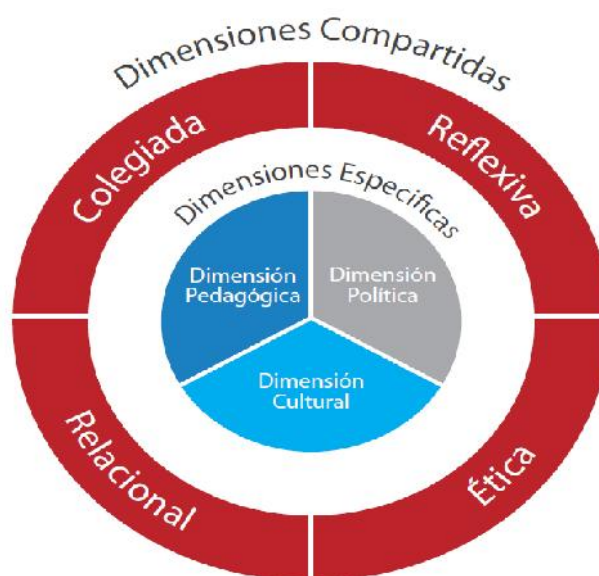 Dimensiones Compartidas
Colegiada
Reflexiva
Dimensiones Especificas
Dimensión
Pedagógica
Dimensión
Política
Dimensión
Cultural
Relacional
Ética